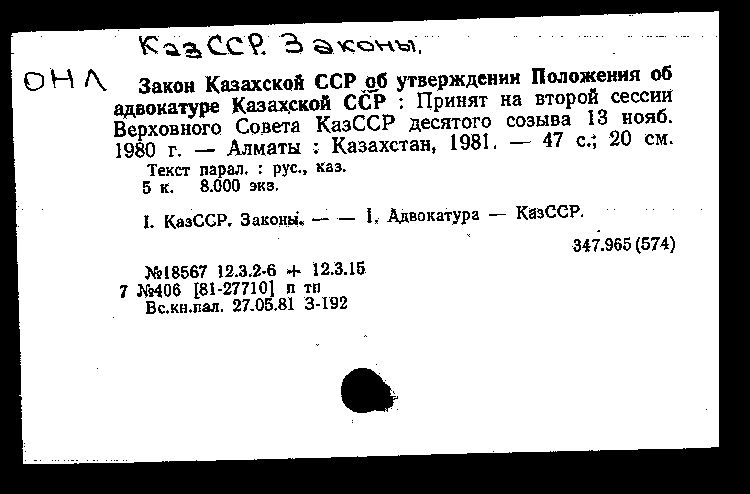 КазССР. Законы.
ОНЛ
Закон Казахской ССР об утверждении Положения об
адвокатуре Казахской ССР : Принят на второй сессии
Верховного Совета КазССР десятого созыва 13 нояб.
1980 г. — Алматы : Казахстан, 1981. — 47 с.; 20 см.
Текст парал. : рус., каз.
5 к. 8.000 экз.
I. КазССР. Законы. — — 1. Адвокатура — КазССР.
347.965(574)
№18567 12.3.2-6 + 12.3.15
7 №406 [81-27710] п тп
Вс.кн.пал. 27.05.81 З-192